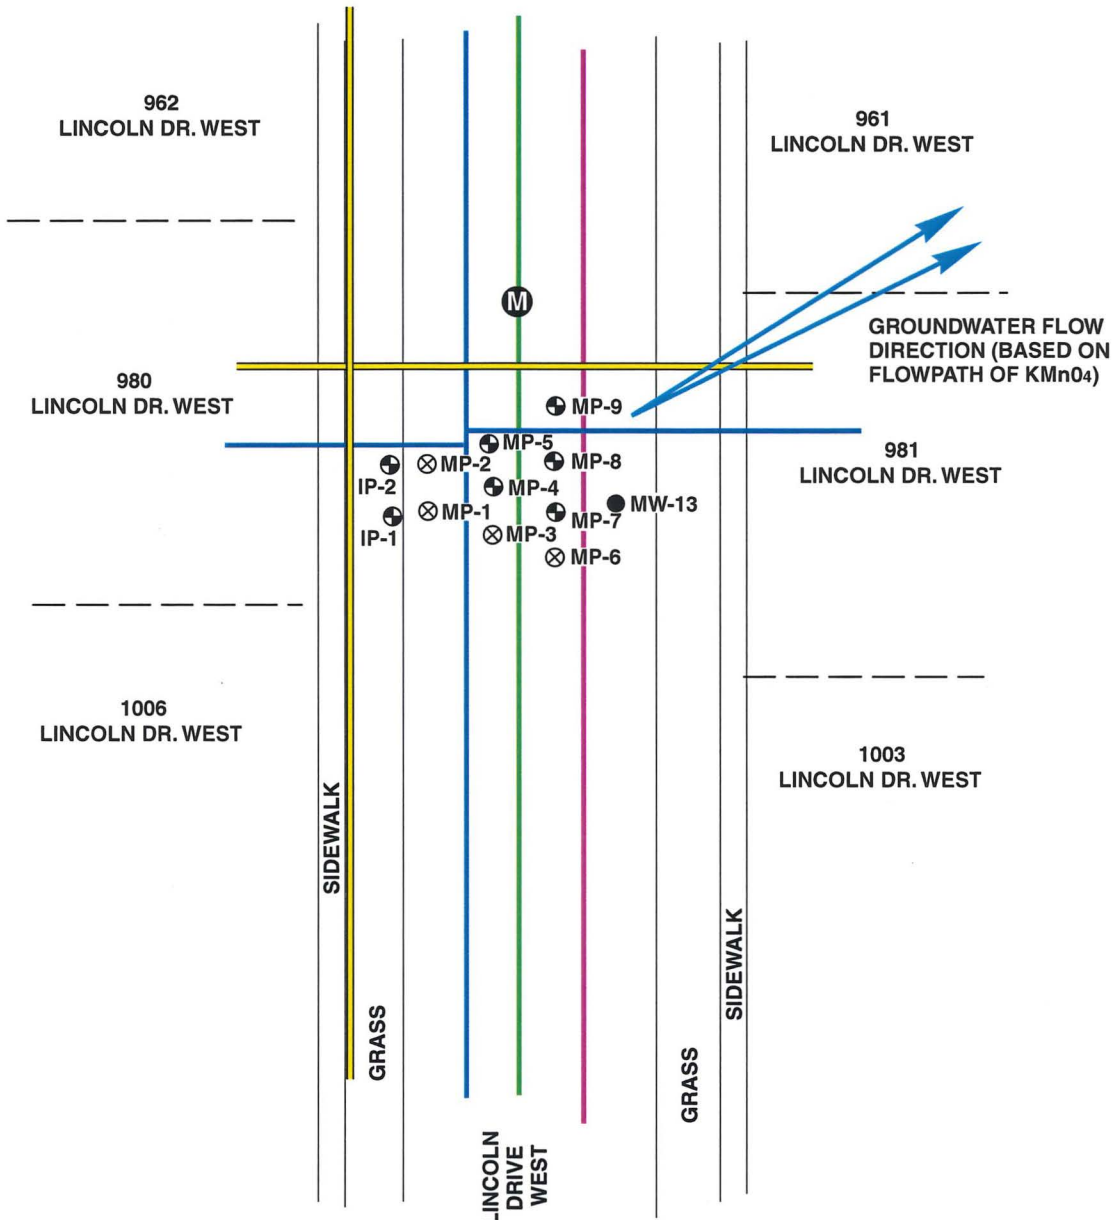 962
LINCOLN DR. WEST
961
LINCOLN DR. WEST
M
GROUNDWATER FLOW
DIRECTION (BASED ON
FLOWPATH OF KMn04)
980
LINCOLN DR. WEST
MP-9
MP-5
MP-2
MP-8
981
LINCOLN DR. WEST
IP-2
MP-4
MW-13
MP-1
MP-7
IP-1
MP-3
MP-6
1006
LINCOLN DR. WEST
1003
LINCOLN DR. WEST
SIDEWALK
SIDEWALK
GRASS
GRASS
LINCOLN
DRIVE
WEST